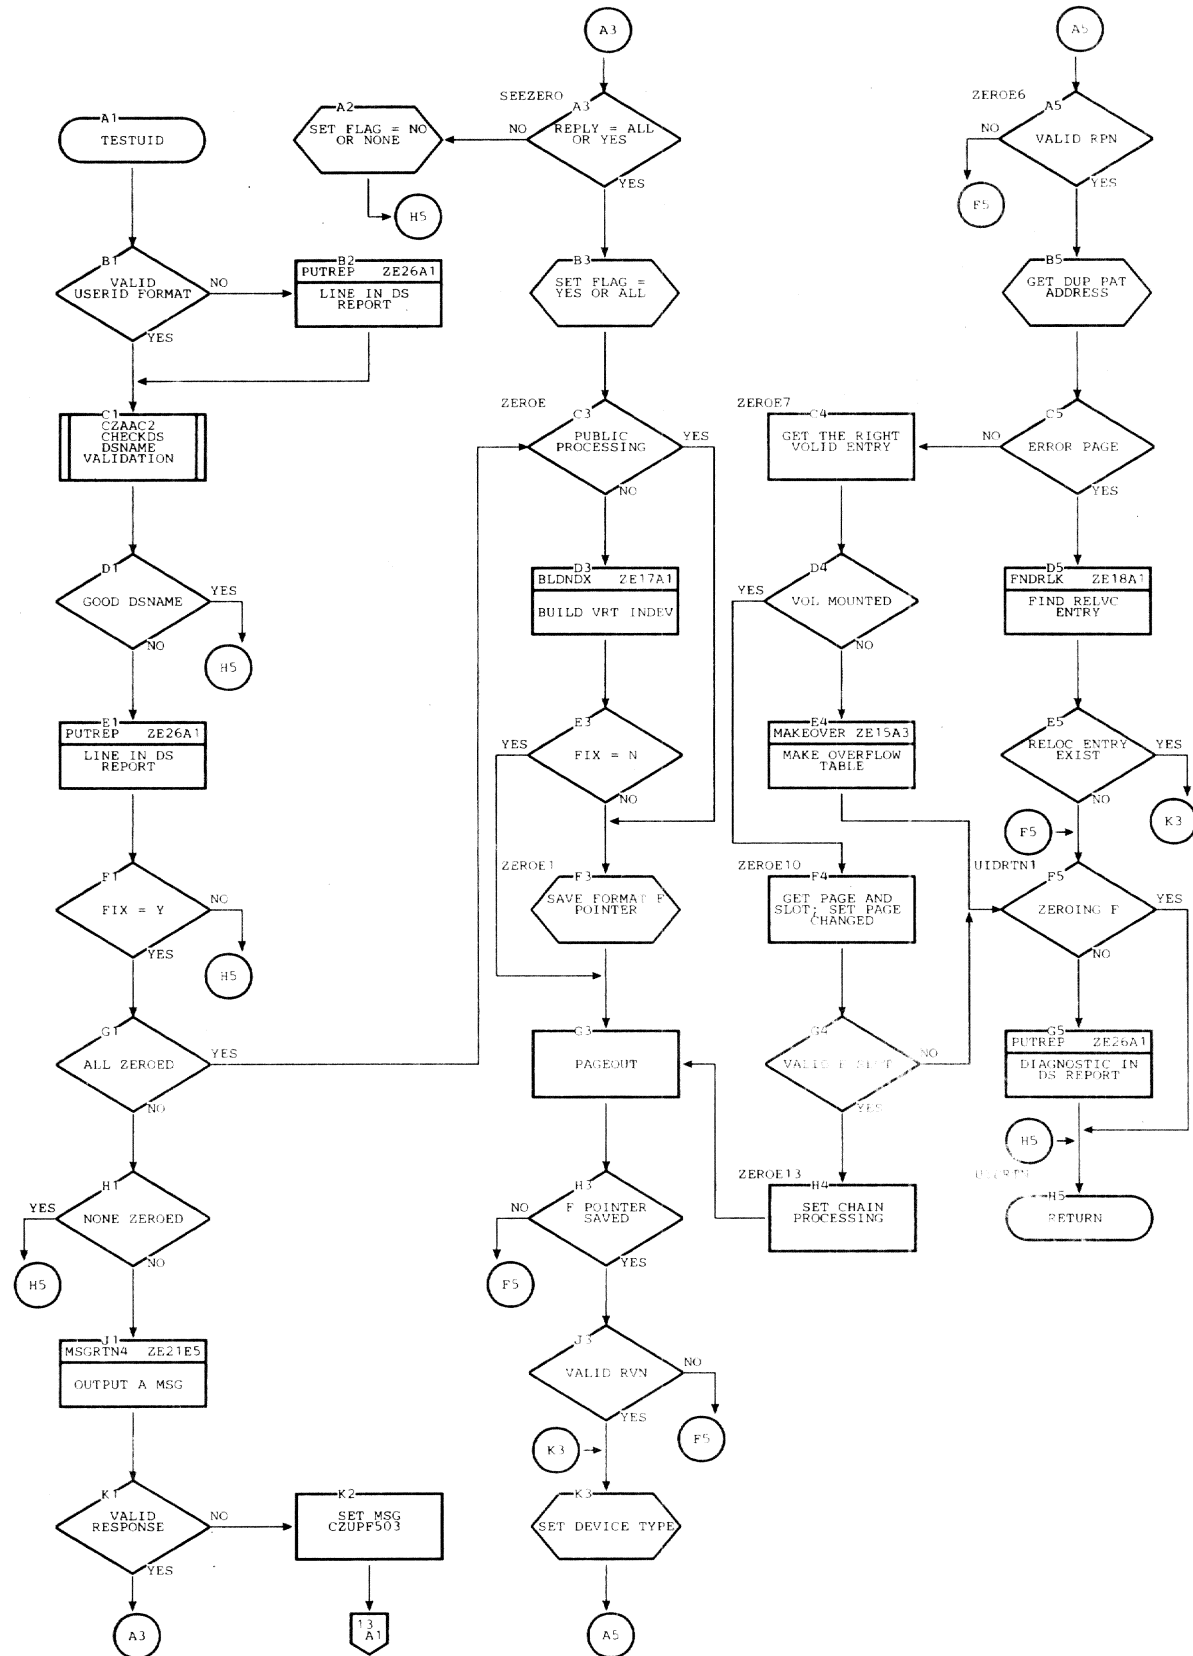 A1
TESTUID
B1
VALID
USERID FORMAT
NO
YES
B2
PUTREP ZE26A1
LINE IN DS
REPORT
C1
CZAAC2
CHECKDS
DSNAME
VALIDATION
D1
GOOD DSNAME
YES
NO
H5
E1
PUTREP ZE26A1
LINE IN DS
REPORT
F1
FIX = Y
NO
YES
H5
G1
ALL ZEROED
YES
NO
H1
NONE ZEROED
YES
NO
H5
J1
MSGRTN4 ZE21E5
OUTPUT A MSG
K1
VALID
RESPONSE
NO
YES
K2
SET MSG
CZUPF503
A3
13
A1
A2
SET FLAG = NO
OR NONE
H5
A3
SEEZERO
A3
REPLY = ALL
OR YES
NO
YES
B3
SET FLAG =
YES OR ALL
ZEROE
C3
PUBLIC
PROCESSING
YES
NO
D3
BLDNDX ZE17A1
BUILD VRT INDEV
E3
FIX = N
YES
NO
ZEROE1
F3
SAVE FORMAT F
POINTER
G3
PAGEOUT
H3
F POINTER
SAVED
NO
YES
F5
J3
VALID RVN
NO
YES
F5
K3
K3
SET DEVICE TYPE
A5
ZEROE7
C4
GET THE RIGHT
VOLID ENTRY
D4
VOL MOUNTED
YES
NO
E4
MAKEOVER ZE15A3
MAKE OVERFLOW
TABLE
ZEROE10
F4
GET PAGE AND
SLOT; SET PAGE
CHANGED
G4
VALID
NO
YES
ZEROE13
H4
SET CHAIN
PROCESSING
A5
ZEROE6
A5
VALID RPN
NO
YES
F5
B5
GET DUP PAT
ADDRESS
C5
ERROR PAGE
NO
YES
D5
FNDRLK ZE18A1
FIND RELVC
ENTRY
E5
RELOC ENTRY
EXIST
YES
NO
K3
F5
UIDRTN1
F5
ZEROING F
YES
NO
G5
PUTREP ZE26A1
DIAGNOSTIC IN
DS REPORT
H5
H5
RETURN